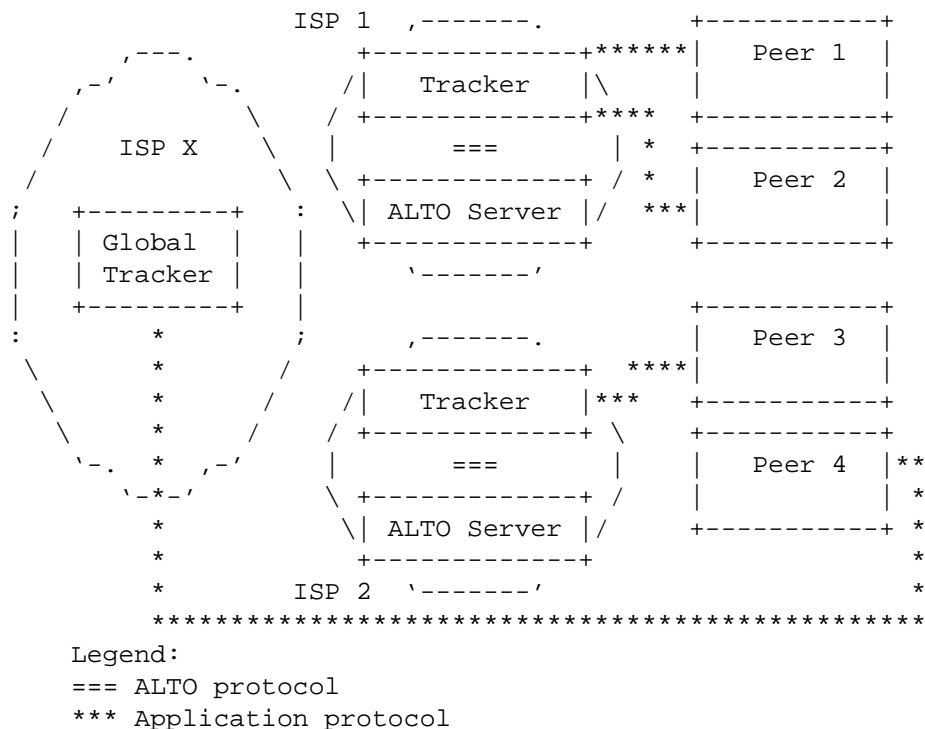 ISP 1
Peer 1
Tracker
ISP X
===
Peer 2
ALTO Server
Global
Tracker
Peer 3
Tracker
===
Peer 4
ALTO Server
ISP 2
Legend:
=== ALTO protocol
*** Application protocol